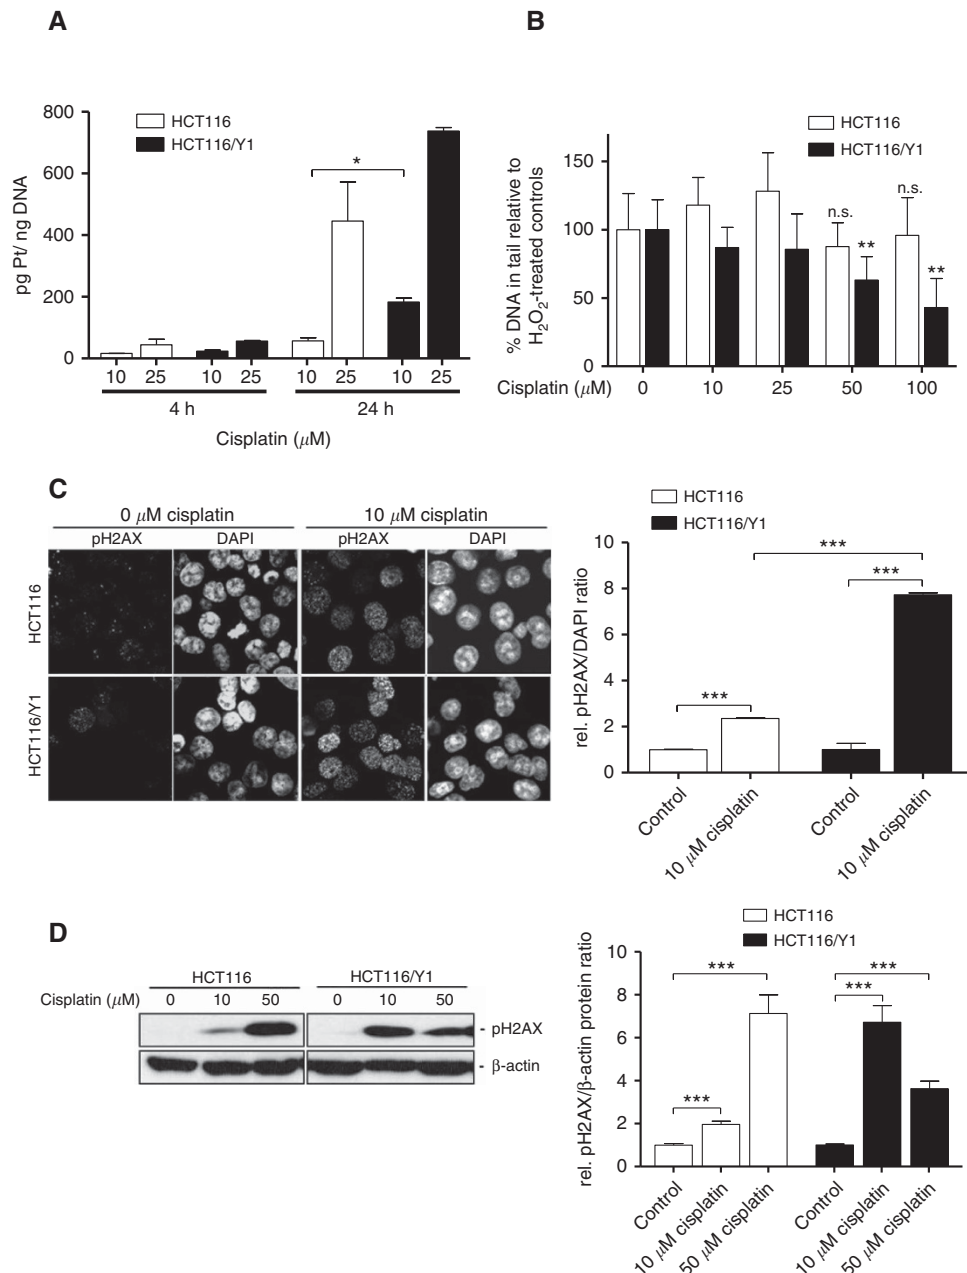 A
800
600
400
200
0
pg Pt/ ng DNA
HCT116
HCT116/Y1
*
10 25 10 25 10 25 10 25
4 h 24 h
Cisplatin (μM)
B
150
100
50
0
% DNA in tail relative to
H₂O₂-treated controls
HCT116
HCT116/Y1
n.s.
**
n.s.
**
Cisplatin (μM) 0 10 25 50 100
C
0 μM cisplatin 10 μM cisplatin
pH2AX DAPI pH2AX DAPI
HCT116
HCT116/Y1
HCT116
HCT116/Y1
10
8
6
4
2
0
rel. pH2AX/DAPI ratio
***
***
***
Control
10 μM cisplatin
Control
10 μM cisplatin
D
HCT116 HCT116/Y1
Cisplatin (μM) 0 10 50 0 10 50
- pH2AX
- β-actin
HCT116
HCT116/Y1
10
8
6
4
2
0
rel. pH2AX/β-actin protein ratio
***
***
***
***
Control
10 μM cisplatin
50 μM cisplatin
Control
10 μM cisplatin
50 μM cisplatin